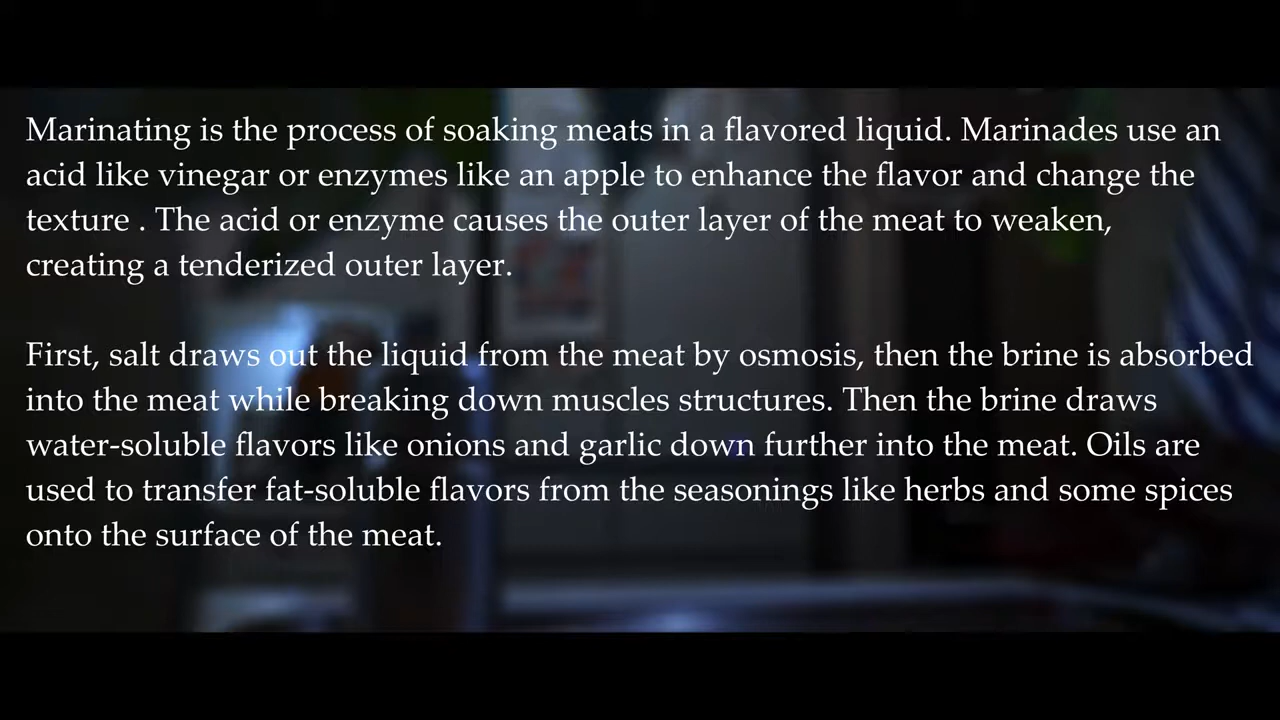 Marinating is the process of soaking meats in a flavored liquid. Marinades use an
acid like vinegar or enzymes like an apple to enhance the flavor and change the
texture . The acid or enzyme causes the outer layer of the meat to weaken,
creating a tenderized outer layer.
First, salt draws out the liquid from the meat by osmosis, then the brine is absorbed
into the meat while breaking down muscles structures. Then the brine draws
water-soluble flavors like onions and garlic down further into the meat. Oils are
used to transfer fat-soluble flavors from the seasonings like herbs and some spices
onto the surface of the meat.